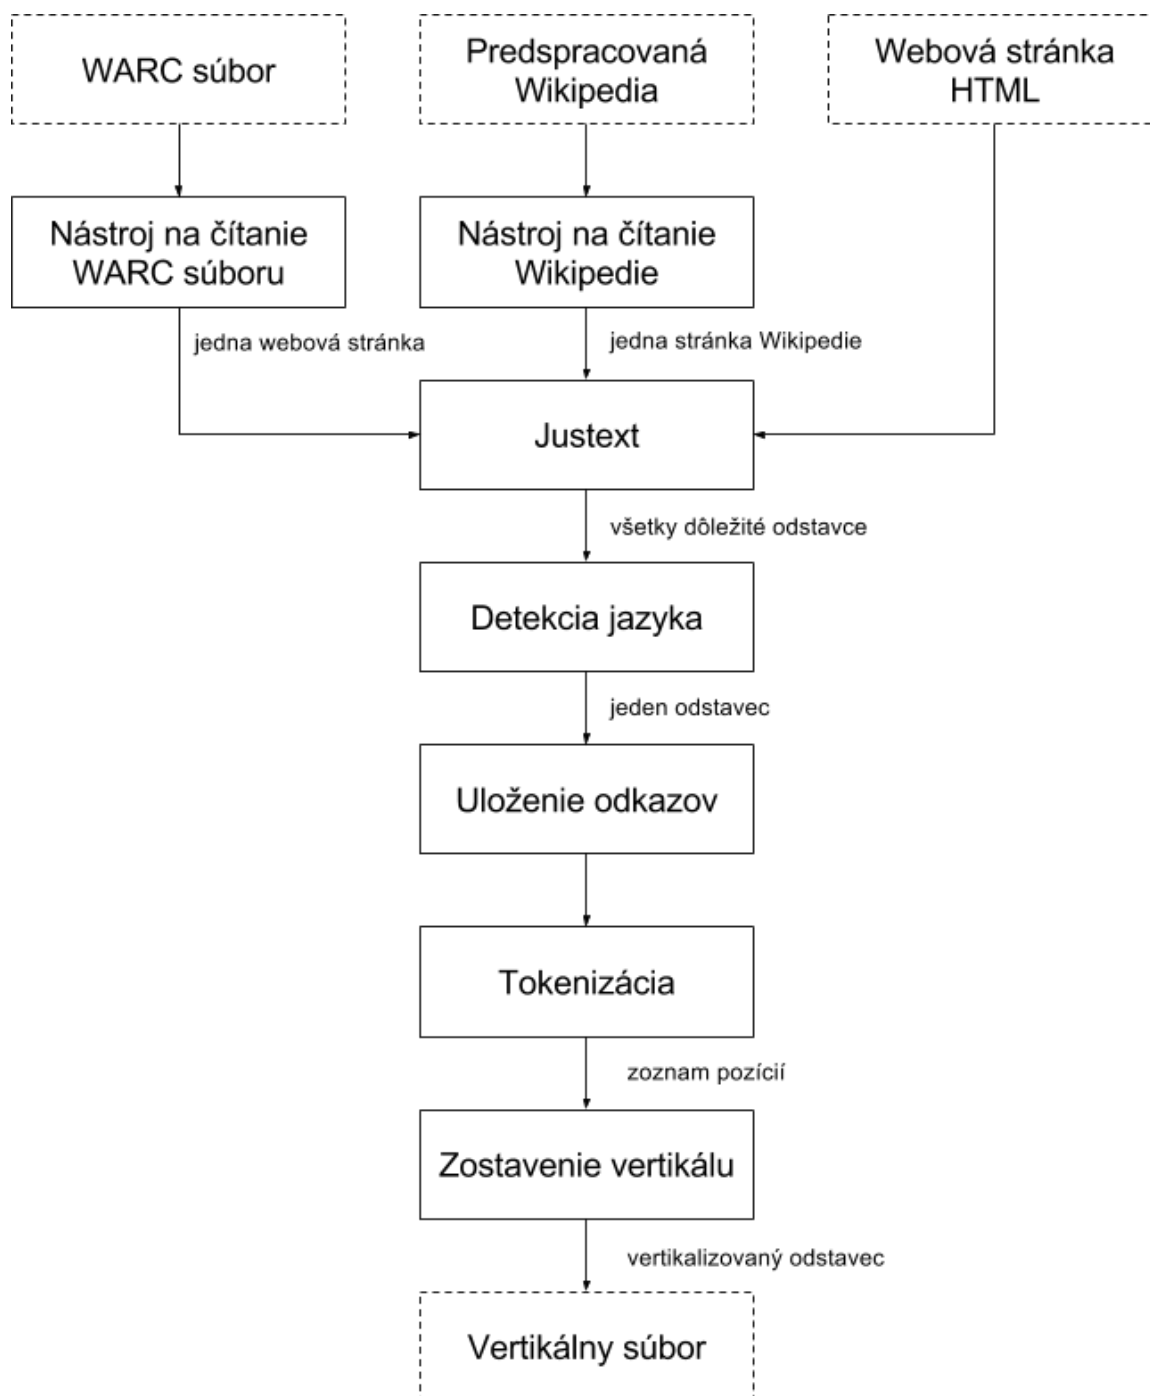 WARC súbor
Predspracovaná
Wikipedia
Webová stránka
HTML
Nástroj na čítanie
WARC súboru
Nástroj na čítanie
Wikipedie
jedna webová stránka
jedna stránka Wikipedie
Justext
všetky dôležité odstavce
Detekcia jazyka
jeden odstavec
Uloženie odkazov
Tokenizácia
zoznam pozícií
Zostavenie vertikálu
vertikalizovaný odstavec
Vertikálny súbor